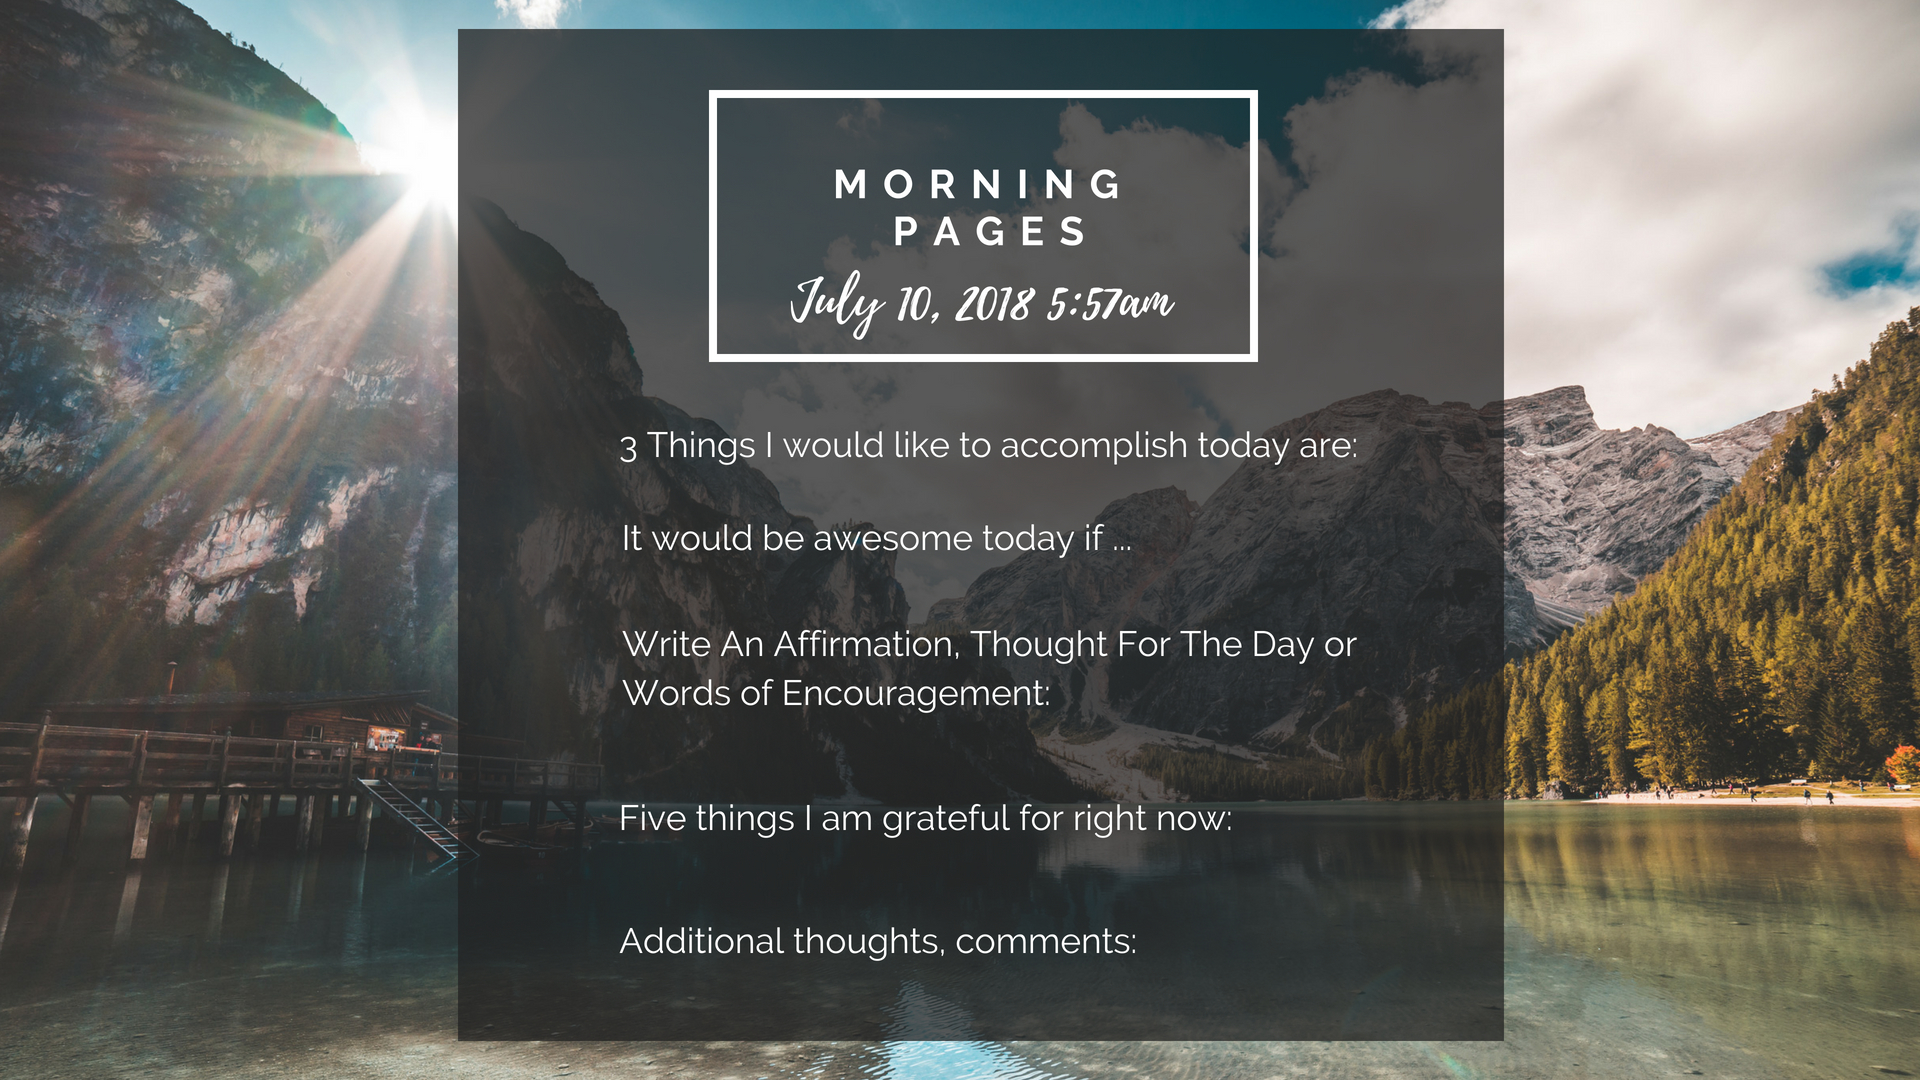 MORNING
PAGES
July 10, 2018 5:57am
3 Things I would like to accomplish today are:
It would be awesome today if ...
Write An Affirmation, Thought For The Day or
Words of Encouragement:
Five things I am grateful for right now:
Additional thoughts, comments: